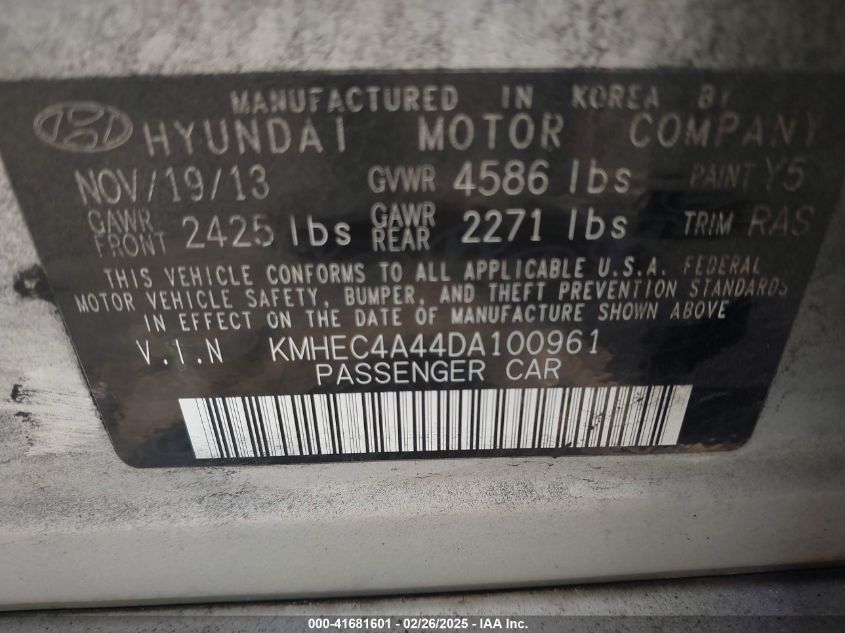 MANUFACTURED IN KOREA BY
HYUNDAI MOTOR COMPANY
NOV/19/13 GVWR 4586 lbs PAINT Y5
GAWR FRONT 2425 lbs GAWR REAR 2271 lbs TRIM RAS
THIS VEHICLE CONFORMS TO ALL APPLICABLE U.S.A. FEDERAL
MOTOR VEHICLE SAFETY, BUMPER, AND THEFT PREVENTION STANDARDS
IN EFFECT ON THE DATE OF MANUFACTURE SHOWN ABOVE
V.I.N KMHEC4A44DA100961
PASSENGER CAR
000-41681601 - 02/26/2025 - IAA Inc.